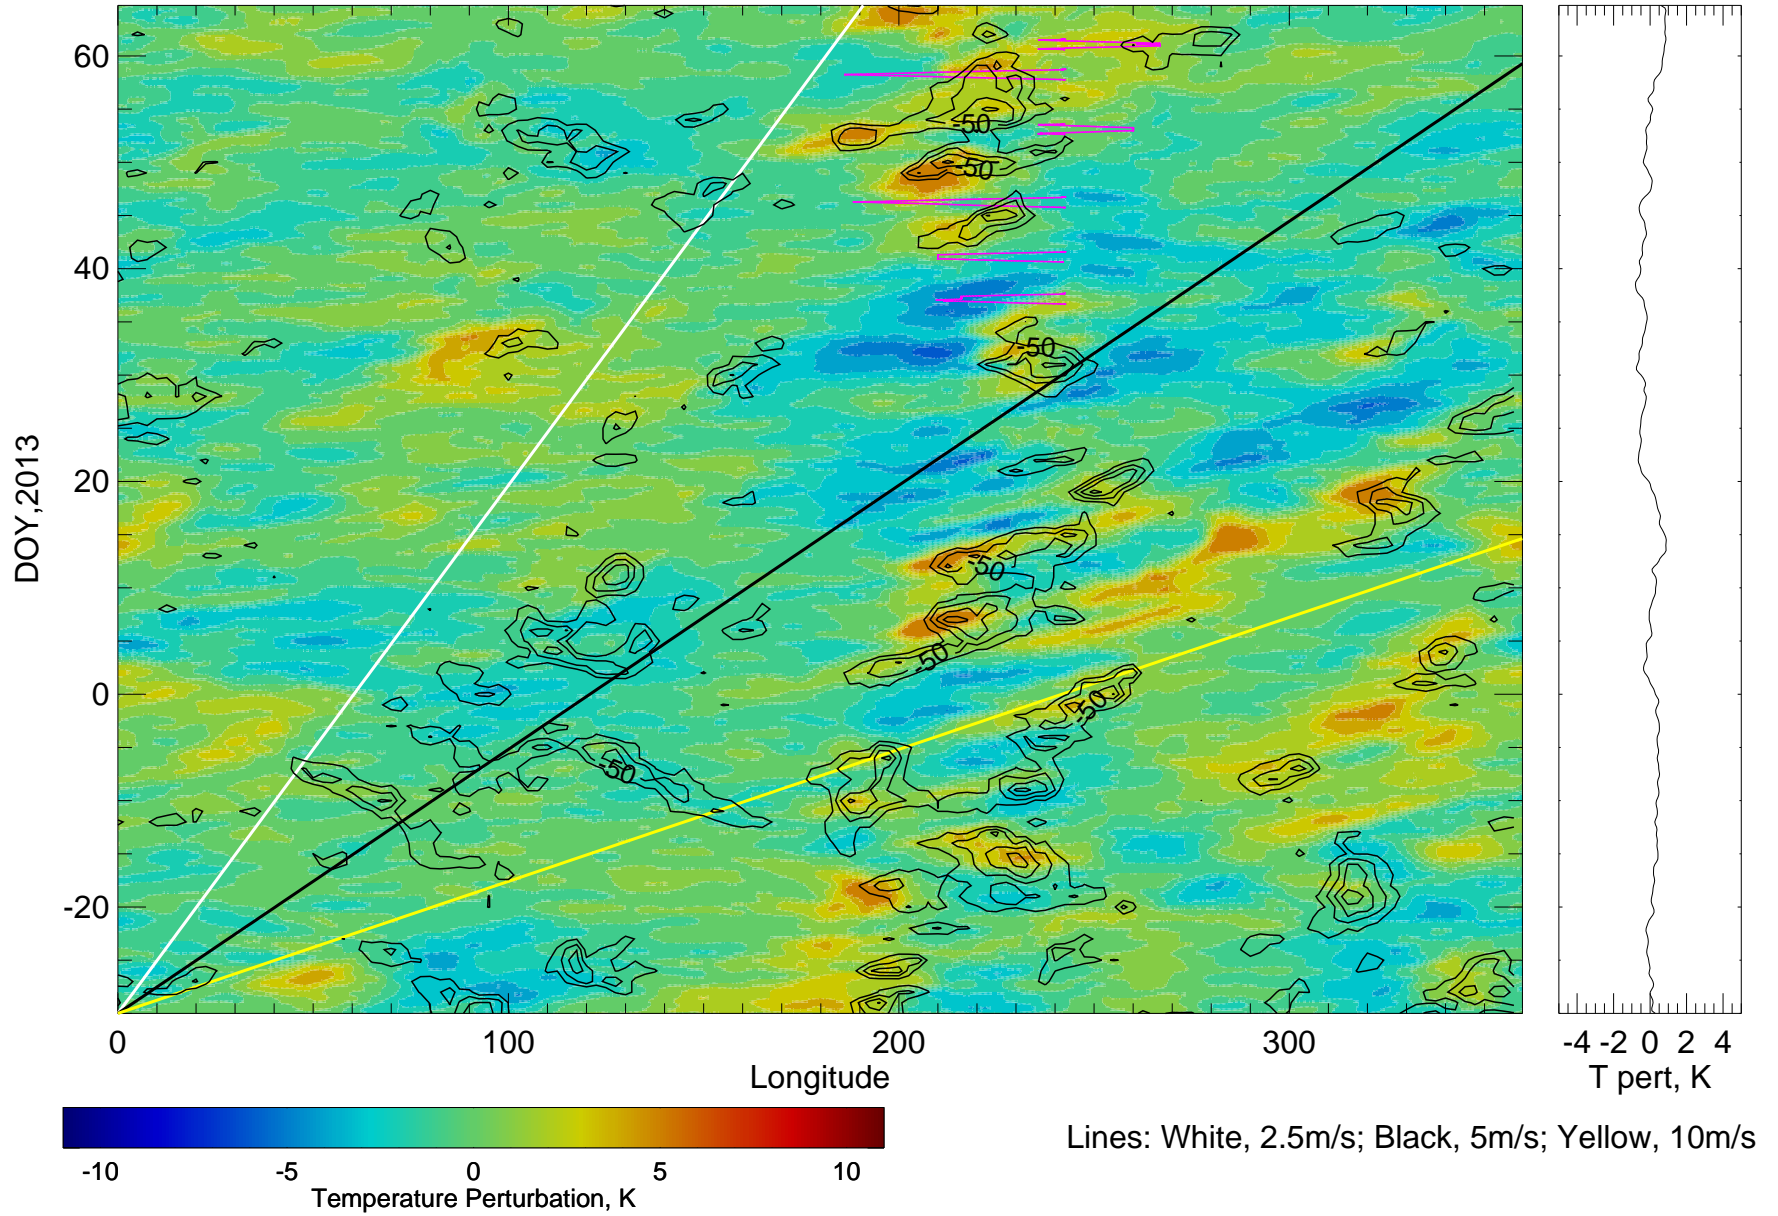 60
40
20
0
-20
DOY,2013
-50
-50
-50
-50
-50
-50
-50
0 100 200 300
Longitude
-4 -2 0 2 4
T pert, K
-10 -5 0 5 10
Temperature Perturbation, K
Lines: White, 2.5m/s; Black, 5m/s; Yellow, 10m/s